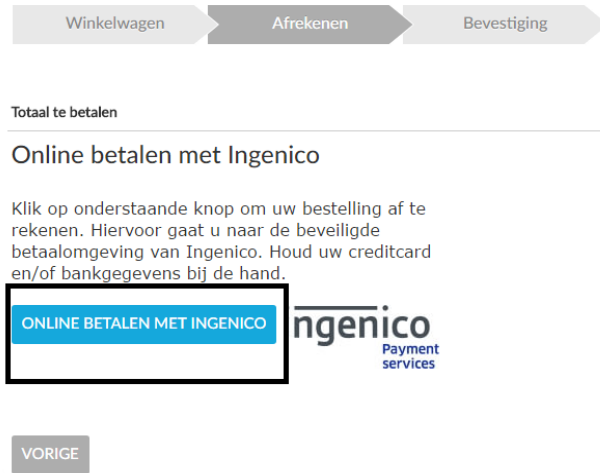 Winkelwagen Afrekenen Bevestiging
Totaal te betalen
Online betalen met Ingenico
Klik op onderstaande knop om uw bestelling af te
rekenen. Hiervoor gaat u naar de beveiligde
betaalomgeving van Ingenico. Houd uw creditcard
en/of bankgegevens bij de hand.
ONLINE BETALEN MET INGENICO
ingenico
Payment
services
VORIGE